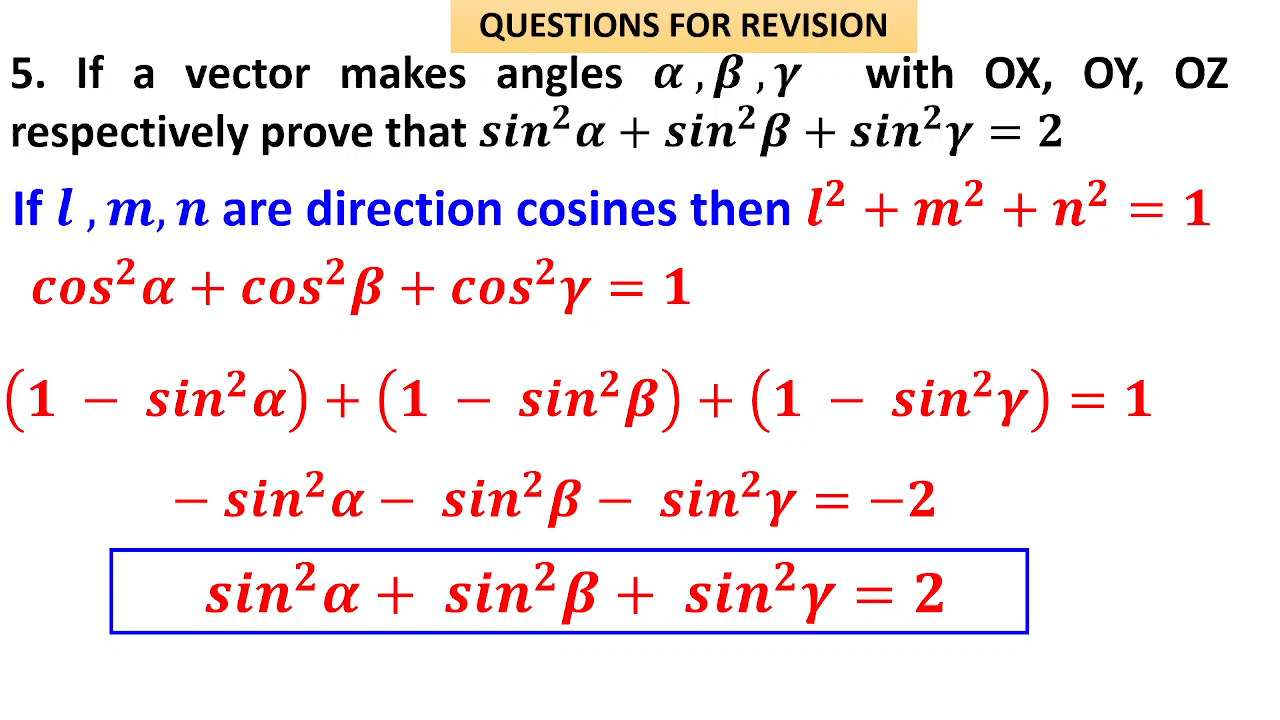 QUESTIONS FOR REVISION
5. If a vector makes angles α , β , γ with OX, OY, OZ
respectively prove that sin²α + sin²β + sin²γ = 2
If l , m, n are direction cosines then l² + m² + n² = 1
cos²α + cos²β + cos²γ = 1
(1 − sin²α) + (1 − sin²β) + (1 − sin²γ) = 1
− sin²α − sin²β − sin²γ = −2
sin²α + sin²β + sin²γ = 2